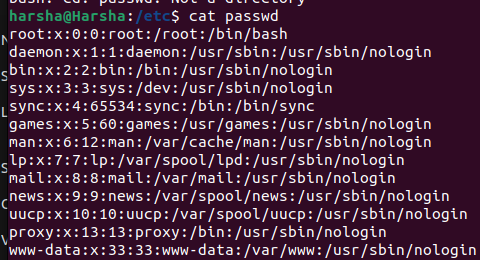 bash: cd: passwd: Not a directory
harsha@Harsha:/etc$ cat passwd
root:x:0:0:root:/root:/bin/bash
daemon:x:1:1:daemon:/usr/sbin:/usr/sbin/nologin
bin:x:2:2:bin:/bin:/usr/sbin/nologin
sys:x:3:3:sys:/dev:/usr/sbin/nologin
sync:x:4:65534:sync:/bin:/bin/sync
games:x:5:60:games:/usr/games:/usr/sbin/nologin
man:x:6:12:man:/var/cache/man:/usr/sbin/nologin
lp:x:7:7:lp:/var/spool/lpd:/usr/sbin/nologin
mail:x:8:8:mail:/var/mail:/usr/sbin/nologin
news:x:9:9:news:/var/spool/news:/usr/sbin/nologin
uucp:x:10:10:uucp:/var/spool/uucp:/usr/sbin/nologin
proxy:x:13:13:proxy:/bin:/usr/sbin/nologin
www-data:x:33:33:www-data:/var/www:/usr/sbin/nologin